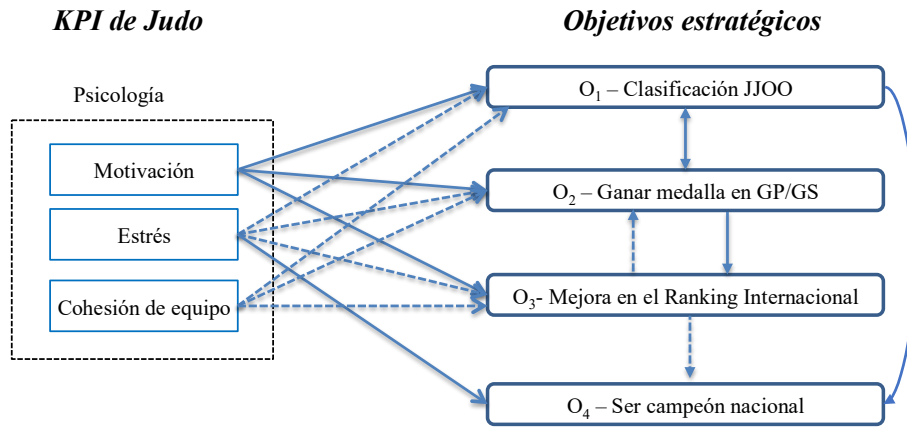 KPI de Judo
Objetivos estratégicos
Psicología
Motivación
Estrés
Cohesión de equipo
O₁ – Clasificación JJOO
O₂ – Ganar medalla en GP/GS
O₃- Mejora en el Ranking Internacional
O₄ – Ser campeón nacional